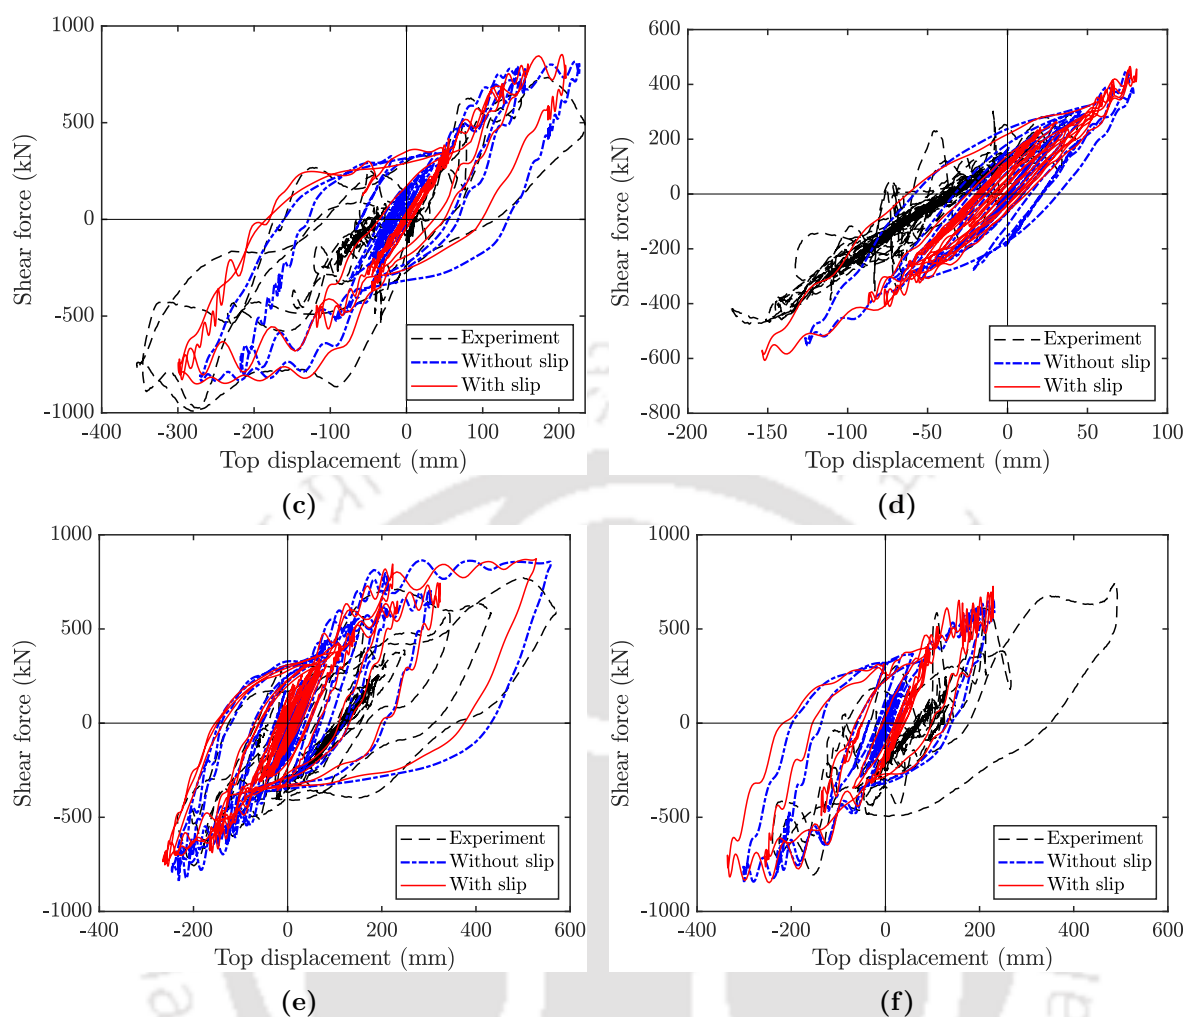 1000
500
0
-500
-1000
Shear force (kN)
Experiment
Without slip
With slip
-400 -300 -200 -100 0 100 200
Top displacement (mm)
(c)
600
400
200
0
-200
-400
-600
-800
Shear force (kN)
Experiment
Without slip
With slip
-200 -150 -100 -50 0 50 100
Top displacement (mm)
(d)
1000
500
0
-500
-1000
Shear force (kN)
Experiment
Without slip
With slip
-400 -200 0 200 400 600
Top displacement (mm)
(e)
1000
500
0
-500
-1000
Shear force (kN)
Experiment
Without slip
With slip
-400 -200 0 200 400 600
Top displacement (mm)
(f)